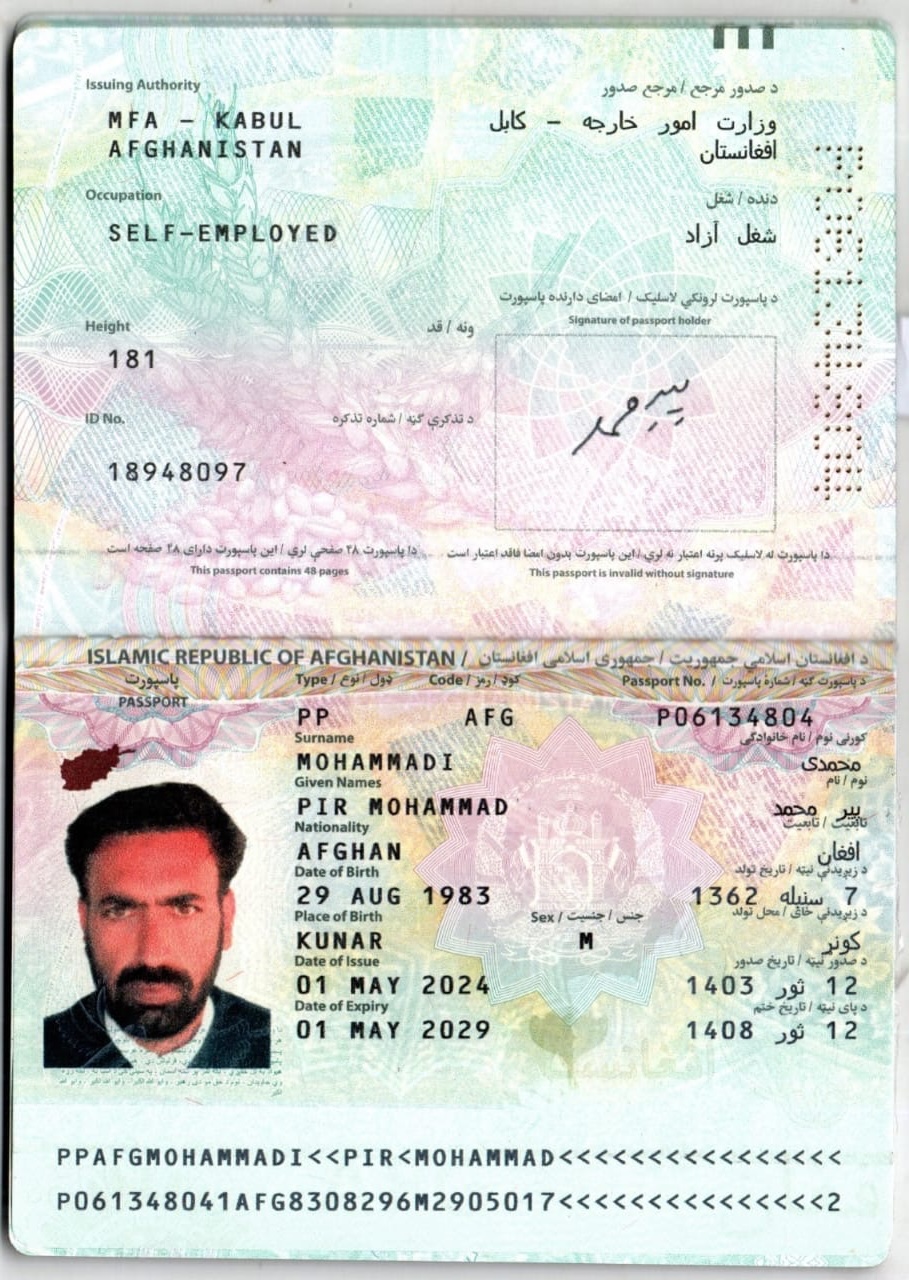 Issuing Authority د صدور مرجع / مرجع صدور
MFA - KABUL وزارت امور خارجه - کابل
AFGHANISTAN افغانستان
Occupation دنده / شغل
SELF-EMPLOYED شغل آزاد
د پاسپورټ لرونکي لاسلیک / امضای دارنده پاسپورت
Signature of passport holder
Height ونه / قد
181
پیر محمد
ID No. د تذکرې ګڼه / شماره تذکره
18948097
دا پاسپورټ ۴۸ صفحې لري / این پاسپورت دارای ۴۸ صفحه است
This passport contains 48 pages
دا پاسپورټ له لاسلیک پرته اعتبار نه لري / این پاسپورت بدون امضا فاقد اعتبار است
This passport is invalid without signature
P06134804
ISLAMIC REPUBLIC OF AFGHANISTAN / د افغانستان اسلامي جمهوریت / جمهوری اسلامی افغانستان
پاسپورت Type / ډول / نوع Code / کوډ / رمز Passport No. / د پاسپورټ ګڼه / شمارهٔ پاسپورت
PASSPORT
PP AFG P06134804
Surname کورنی نوم / نام خانوادگی
MOHAMMADI محمدی
Given Names نوم / نام
PIR MOHAMMAD پیر محمد
Nationality تابعیت / تابعیت
AFGHAN افغان
Date of Birth د زیږیدلې نیټه / تاریخ تولد
29 AUG 1983 7 سنبله 1362
Place of Birth Sex / جنسیت / جنس د زیږیدنې ځای / محل تولد
KUNAR M کونړ
Date of Issue د صدور نیټه / تاریخ صدور
01 MAY 2024 12 ثور 1403
Date of Expiry د پای نیټه / تاریخ ختم
01 MAY 2029 12 ثور 1408
PPAFGMOHAMMADI<<PIR<MOHAMMAD<<<<<<<<<<<<<<<<
P061348041AFG8308296M2905017<<<<<<<<<<<<<<<2